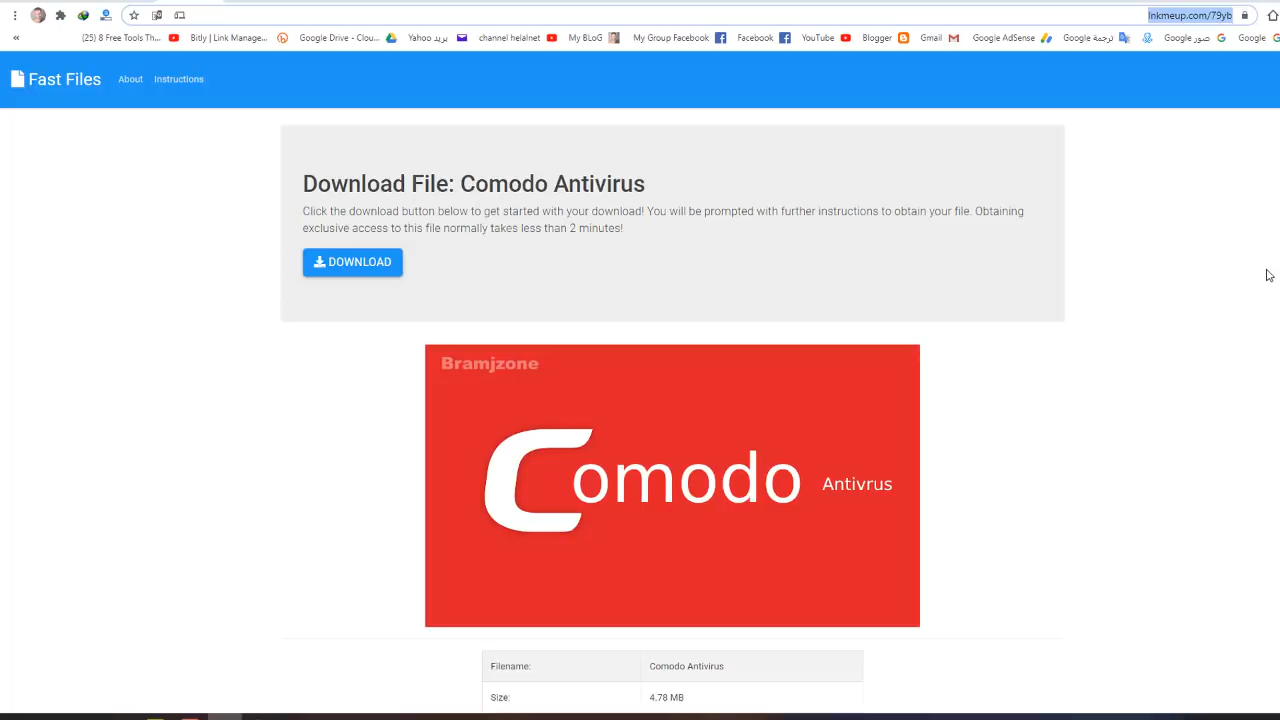 lnkmeup.com/79yb
« (25) 8 Free Tools Th... Bitly | Link Manage... Google Drive - Clou... بريد Yahoo channel helalnet My BLoG My Group Facebook Facebook YouTube Blogger Gmail Google AdSense ترجمة Google صور Google Google
Fast Files About Instructions
Download File: Comodo Antivirus
Click the download button below to get started with your download! You will be prompted with further instructions to obtain your file. Obtaining
exclusive access to this file normally takes less than 2 minutes!
DOWNLOAD
Bramjzone
Comodo Antivrus
Filename: Comodo Antivirus
Size: 4.78 MB